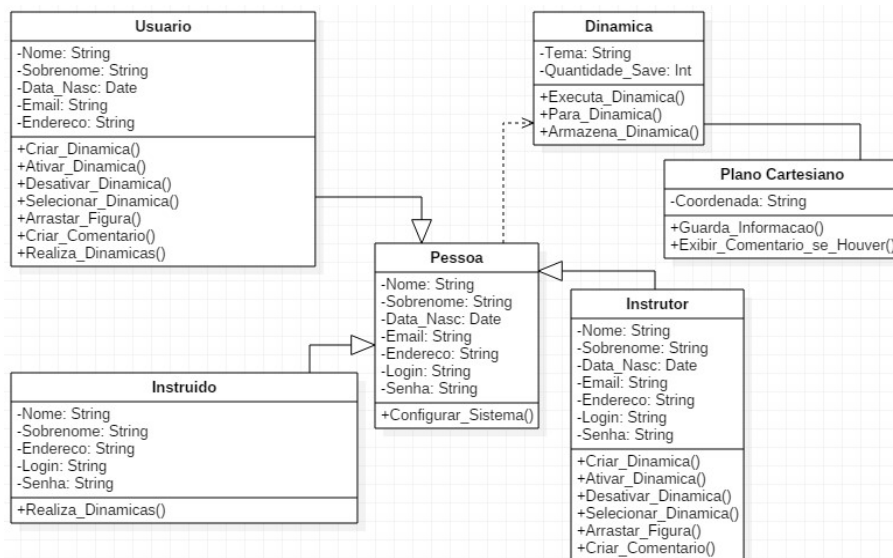 Usuario
-Nome: String
-Sobrenome: String
-Data_Nasc: Date
-Email: String
-Endereco: String
+Criar_Dinamica()
+Ativar_Dinamica()
+Desativar_Dinamica()
+Selecionar_Dinamica()
+Arrastar_Figura()
+Criar_Comentario()
+Realiza_Dinamicas()
Dinamica
-Tema: String
-Quantidade_Save: Int
+Executa_Dinamica()
+Para_Dinamica()
+Armazena_Dinamica()
Plano Cartesiano
-Coordenada: String
+Guarda_Informacao()
+Exibir_Comentario_se_Houver()
Pessoa
-Nome: String
-Sobrenome: String
-Data_Nasc: Date
-Email: String
-Endereco: String
-Login: String
-Senha: String
+Configurar_Sistema()
Instrutor
-Nome: String
-Sobrenome: String
-Data_Nasc: Date
-Email: String
-Endereco: String
-Login: String
-Senha: String
+Criar_Dinamica()
+Ativar_Dinamica()
+Desativar_Dinamica()
+Selecionar_Dinamica()
+Arrastar_Figura()
+Criar_Comentario()
Instruido
-Nome: String
-Sobrenome: String
-Endereco: String
-Login: String
-Senha: String
+Realiza_Dinamicas()